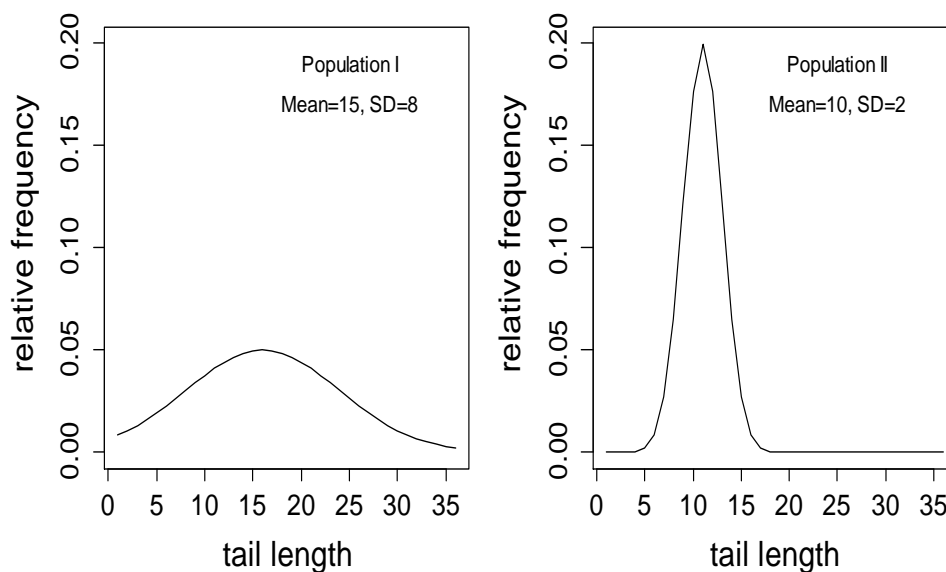 Population I
Mean=15, SD=8
relative frequency
0.00 0.05 0.10 0.15 0.20
0 5 10 15 20 25 30 35
tail length
Population II
Mean=10, SD=2
relative frequency
0.00 0.05 0.10 0.15 0.20
0 5 10 15 20 25 30 35
tail length